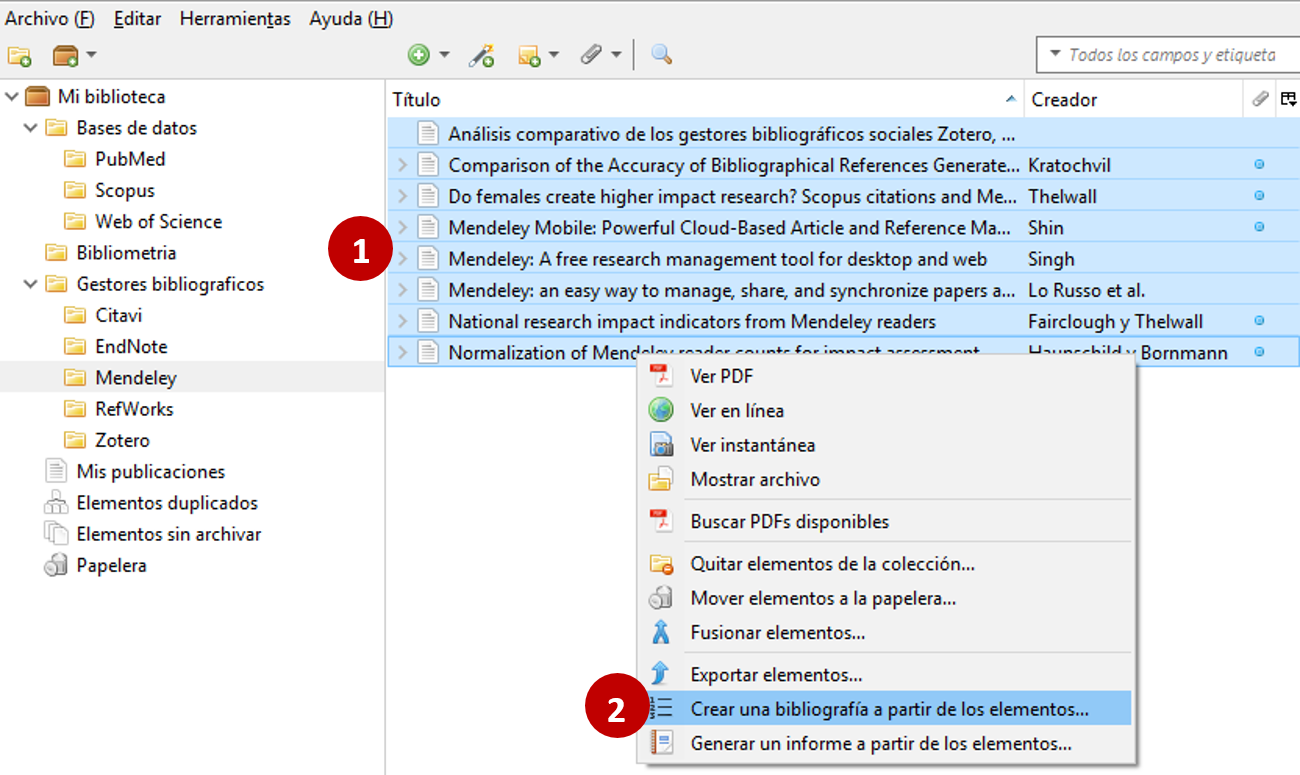 Archivo (F) Editar Herramientas Ayuda (H)
Todos los campos y etiqueta
Mi biblioteca
Bases de datos
PubMed
Scopus
Web of Science
Bibliometria
Gestores bibliograficos
Citavi
EndNote
Mendeley
RefWorks
Zotero
Mis publicaciones
Elementos duplicados
Elementos sin archivar
Papelera
Título Creador
Análisis comparativo de los gestores bibliográficos sociales Zotero, ...
Comparison of the Accuracy of Bibliographical References Generate... Kratochvil
Do females create higher impact research? Scopus citations and Me... Thelwall
Mendeley Mobile: Powerful Cloud-Based Article and Reference Ma... Shin
1
Mendeley: A free research management tool for desktop and web Singh
Mendeley: an easy way to manage, share, and synchronize papers a... Lo Russo et al.
National research impact indicators from Mendeley readers Fairclough y Thelwall
Normalization of Mendeley reader counts for impact assessment Haunschild y Bornmann
Ver PDF
Ver en línea
Ver instantánea
Mostrar archivo
Buscar PDFs disponibles
Quitar elementos de la colección...
Mover elementos a la papelera...
Fusionar elementos...
Exportar elementos...
2
Crear una bibliografía a partir de los elementos...
Generar un informe a partir de los elementos...